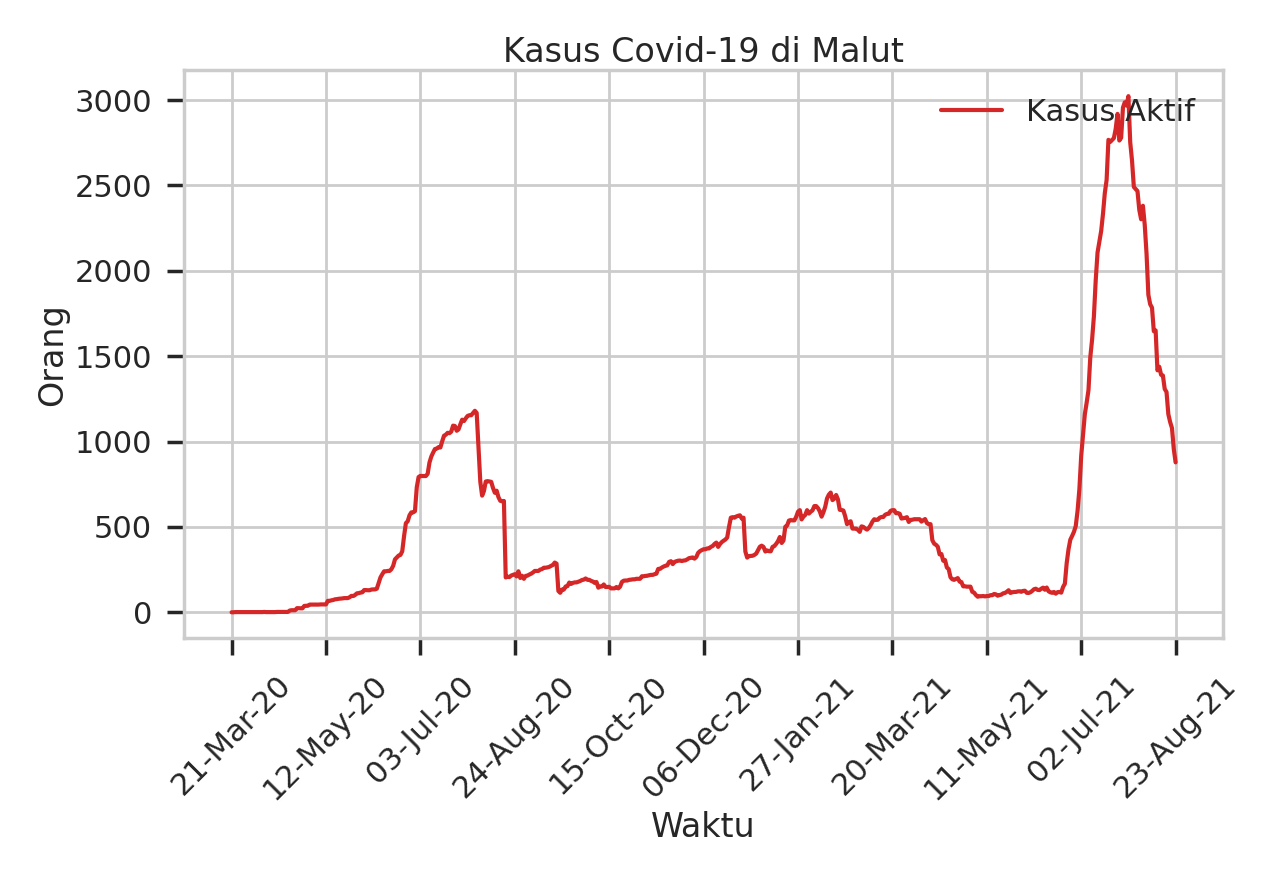 Kasus Covid-19 di Malut
Kasus Aktif
3000
2500
2000
1500
1000
500
0
Orang
21-Mar-20
12-May-20
03-Jul-20
24-Aug-20
15-Oct-20
06-Dec-20
27-Jan-21
20-Mar-21
11-May-21
02-Jul-21
23-Aug-21
Waktu